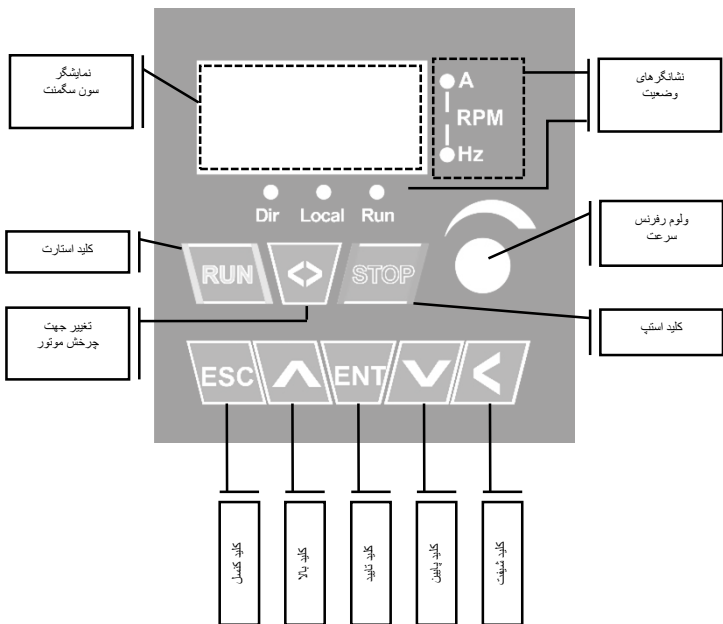 نمایشگر
سون سگمنت
نشانگرهای
وضعیت
A
RPM
Hz
Dir Local Run
کلید استارت
ولوم رفرنس
سرعت
RUN <> STOP
تغییر جهت
چرخش موتور
کلید استپ
ESC ENT <
کلید کنسل
کلید بالا
کلید تایید
کلید پایین
کلید شیفت